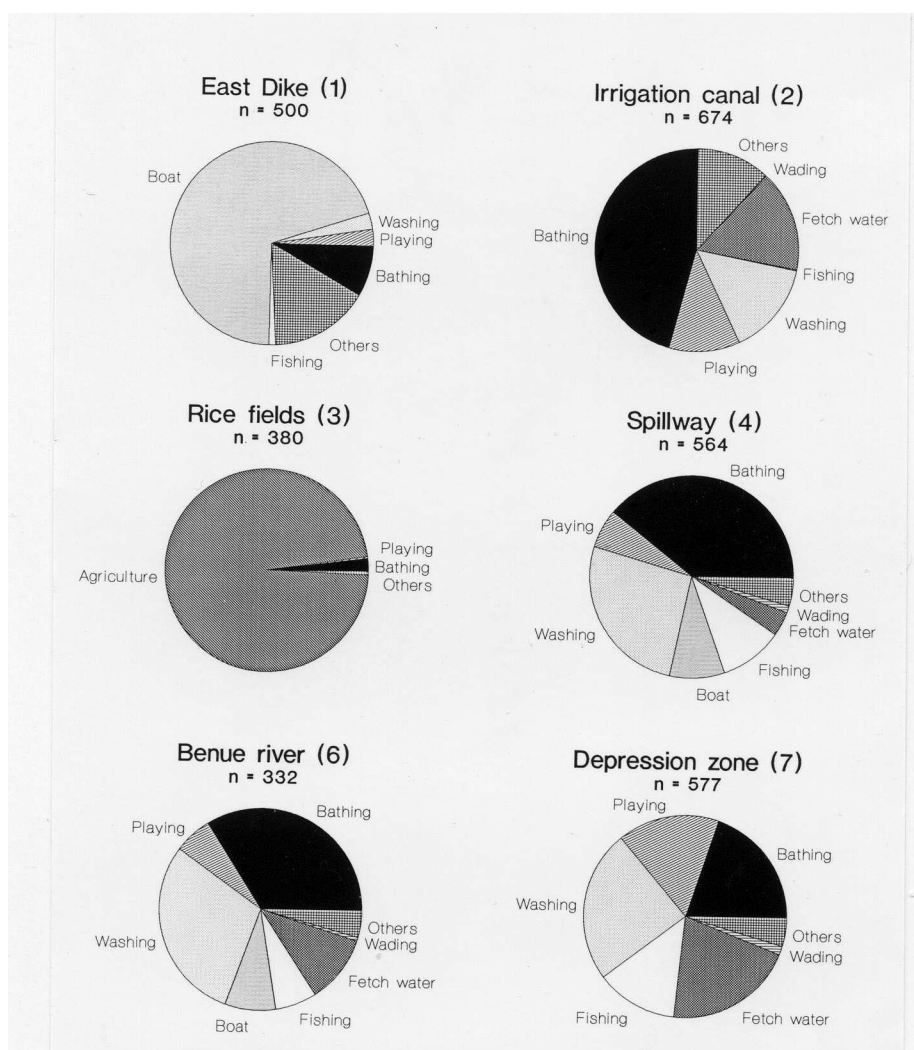 East Dike (1)
n = 500
Boat
Washing
Playing
Bathing
Others
Fishing
Irrigation canal (2)
n = 674
Others
Wading
Fetch water
Fishing
Washing
Playing
Bathing
Rice fields (3)
n. = 380
Agriculture
Playing
Bathing
Others
Spillway (4)
n = 564
Bathing
Playing
Washing
Boat
Fishing
Fetch water
Wading
Others
Benue river (6)
n = 332
Bathing
Playing
Washing
Boat
Fishing
Fetch water
Wading
Others
Depression zone (7)
n = 577
Playing
Bathing
Washing
Fishing
Fetch water
Wading
Others